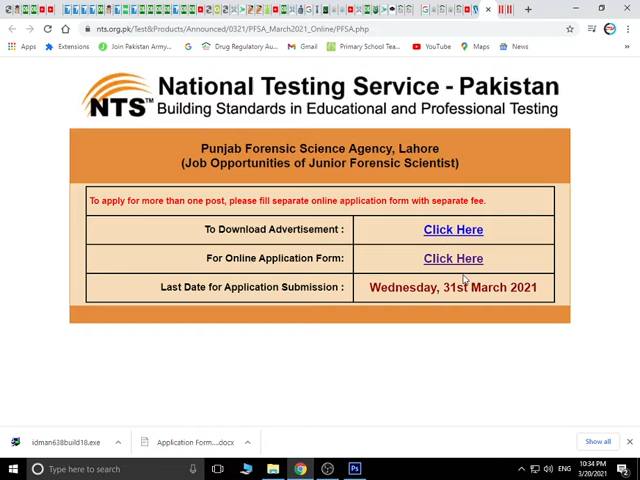 nts.org.pk/Test&Products/Announced/0321/PFSA_March2021_Online/PFSA.php
Apps
Extensions
Join Pakistan Army...
Drug Regulatory Au...
Gmail
Primary School Tea...
YouTube
Maps
News
NTS™
National Testing Service - Pakistan
Building Standards in Educational and Professional Testing
Punjab Forensic Science Agency, Lahore
(Job Opportunities of Junior Forensic Scientist)
To apply for more than one post, please fill separate online application form with separate fee.
To Download Advertisement : Click Here
For Online Application Form: Click Here
Last Date for Application Submission : Wednesday, 31st March 2021
idman638build18.exe
Application Form....docx
Show all
Type here to search
ENG
10:34 PM
3/20/2021